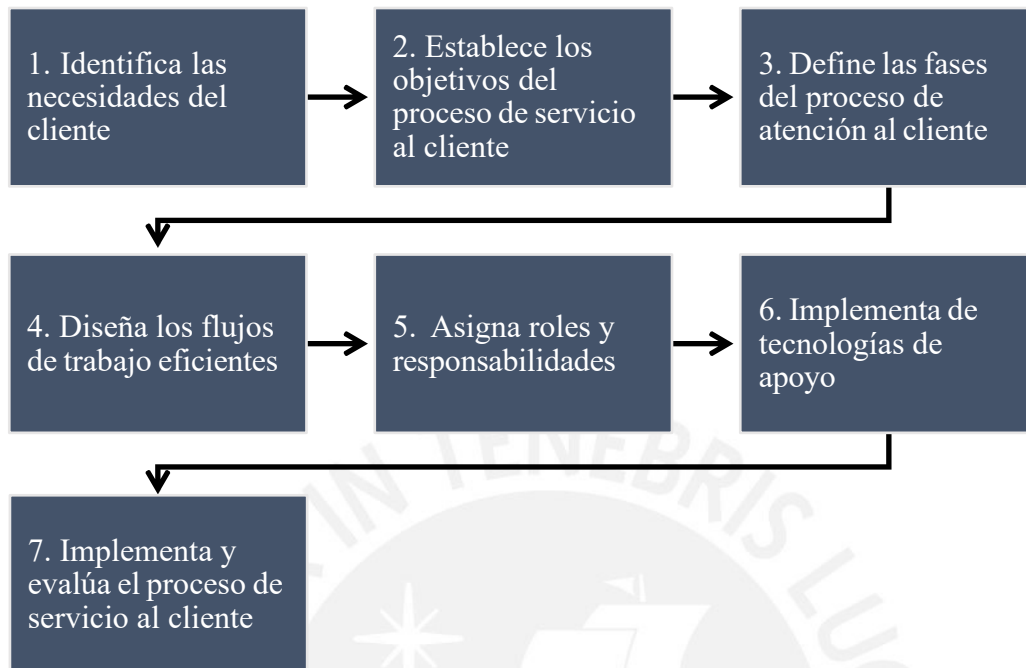 1. Identifica las
necesidades del
cliente
2. Establece los
objetivos del
proceso de servicio
al cliente
3. Define las fases
del proceso de
atención al cliente
4. Diseña los flujos
de trabajo eficientes
5. Asigna roles y
responsabilidades
6. Implementa de
tecnologías de
apoyo
7. Implementa y
evalúa el proceso de
servicio al cliente
IN TENEBRIS